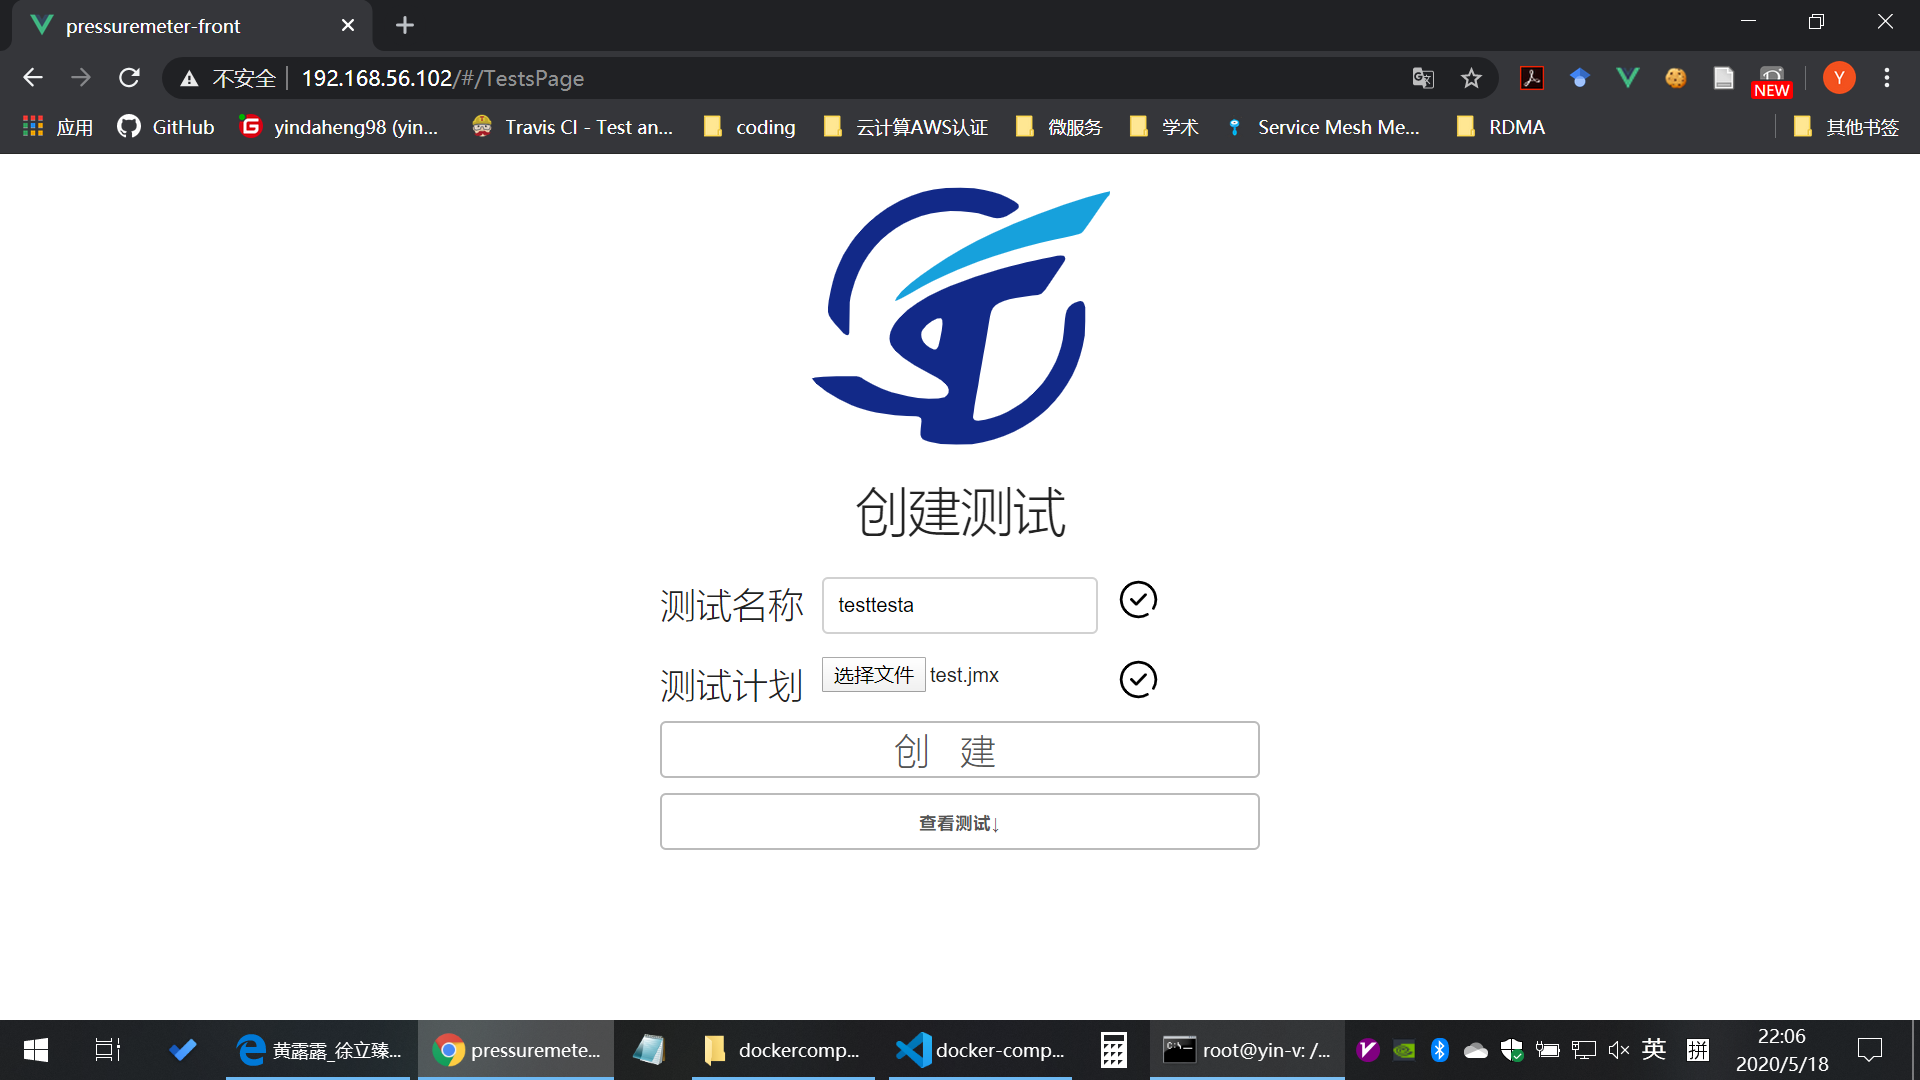 pressuremeter-front
不安全 192.168.56.102/#/TestsPage
NEW
Y
应用 GitHub yindaheng98 (yin... Travis CI - Test an... coding 云计算AWS认证 微服务 学术 Service Mesh Me... RDMA 其他书签
创建测试
测试名称 testtesta
测试计划 选择文件 test.jmx
创 建
查看测试↓
黄露露_徐立臻... pressuremete... dockercomp... docker-comp... root@yin-v: /... 英 拼
22:06
2020/5/18